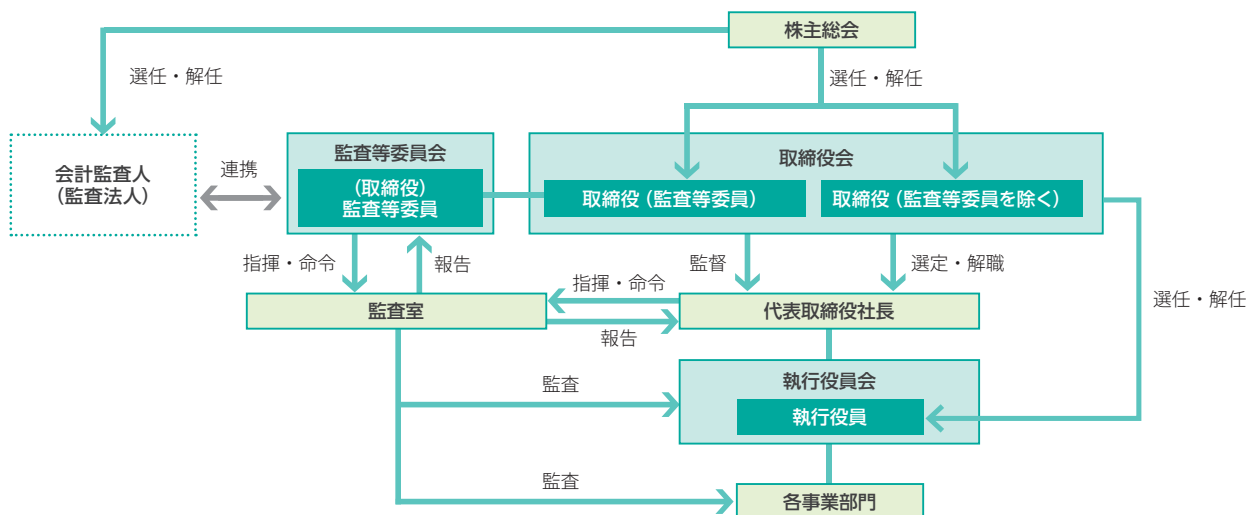 株主総会
選任・解任
選任・解任
会計監査人
(監査法人)
連携
監査等委員会
(取締役)
監査等委員
取締役会
取締役(監査等委員)
取締役(監査等委員を除く)
指揮・命令
報告
監督
選定・解職
選任・解任
監査室
指揮・命令
報告
代表取締役社長
監査
執行役員会
執行役員
監査
各事業部門